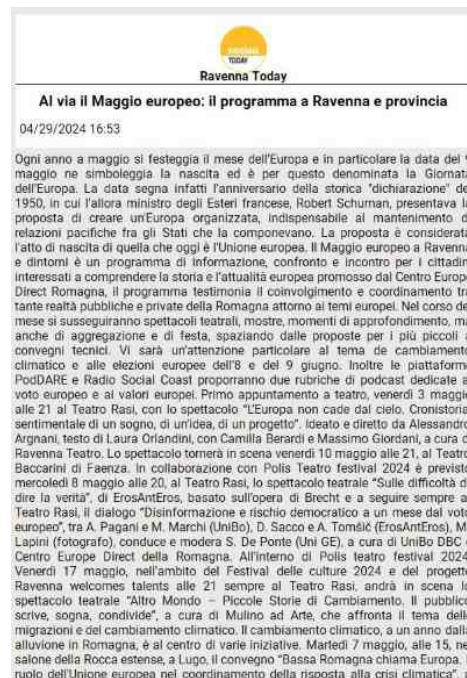 TODAY
Ravenna Today
Al via il Maggio europeo: il programma a Ravenna e provincia
04/29/2024 16:53
Ogni anno a maggio si festeggia il mese dell'Europa e in particolare la data del 9
maggio ne simboleggia la nascita ed è per questo denominata la Giornata
dell'Europa. La data segna infatti l'anniversario della storica "dichiarazione" de
1950, in cui l'allora ministro degli Esteri francese, Robert Schuman, presentava la
proposta di creare un'Europa organizzata, indispensabile al mantenimento d
relazioni pacifiche fra gli Stati che la componevano. La proposta è considerata
l'atto di nascita di quella che oggi è l'Unione europea. Il Maggio europeo a Ravenna
e dintorni è un programma di informazione, confronto e incontro per i cittadin
interessati a comprendere la storia e l'attualità europea promosso dal Centro Europe
Direct Romagna, il programma testimonia il coinvolgimento e coordinamento tra
tante realtà pubbliche e private della Romagna attorno ai temi europei. Nel corso de
mese si susseguiranno spettacoli teatrali, mostre, momenti di approfondimento, ma
anche di aggregazione e di festa, spaziando dalle proposte per i più piccoli a
convegni tecnici. Vi sarà un'attenzione particolare al tema de cambiamento
climatico e alle elezioni europee dell'8 e del 9 giugno. Inoltre le piattaforme
PodDARE e Radio Social Coast proporranno due rubriche di podcast dedicate a
voto europeo e ai valori europei. Primo appuntamento a teatro, venerdì 3 maggio
alle 21 al Teatro Rasi, con lo spettacolo "L'Europa non cade dal cielo. Cronistoria
sentimentale di un sogno, di un'idea, di un progetto". Ideato e diretto da Alessandro
Argnani, testo di Laura Orlandini, con Camilla Berardi e Massimo Giordani, a cura d
Ravenna Teatro. Lo spettacolo tornerà in scena venerdì 10 maggio alle 21, al Teatro
Baccarini di Faenza. In collaborazione con Polis Teatro festival 2024 è previsto
mercoledì 8 maggio alle 20, al Teatro Rasi, lo spettacolo teatrale "Sulle difficoltà d
dire la verità", di ErosAntEros, basato sull'opera di Brecht e a seguire sempre a
Teatro Rasi, il dialogo "Disinformazione e rischio democratico a un mese dal voto
europeo", tra A. Pagani e M. Marchi (UniBo), D. Sacco e A. Tomšič (ErosAntEros), M
Lapini (fotografo), conduce e modera S. De Ponte (Uni GE), a cura di UniBo DBC e
Centro Europe Direct della Romagna. All'interno di Polis teatro festival 2024
Venerdì 17 maggio, nell'ambito del Festival delle culture 2024 e del progetto
Ravenna welcomes talents alle 21 sempre al Teatro Rasi, andrà in scena lo
spettacolo teatrale "Altro Mondo – Piccole Storie di Cambiamento. Il pubblico
scrive, sogna, condivide", a cura di Mulino ad Arte, che affronta il tema delle
migrazioni e del cambiamento climatico. Il cambiamento climatico, a un anno dalla
alluvione in Romagna, è al centro di varie iniziative. Martedì 7 maggio, alle 15, nel
salone della Rocca estense, a Lugo, il convegno "Bassa Romagna chiama Europa. I
ruolo dell'Unione europea nel coordinamento della risposta alla crisi climatica",